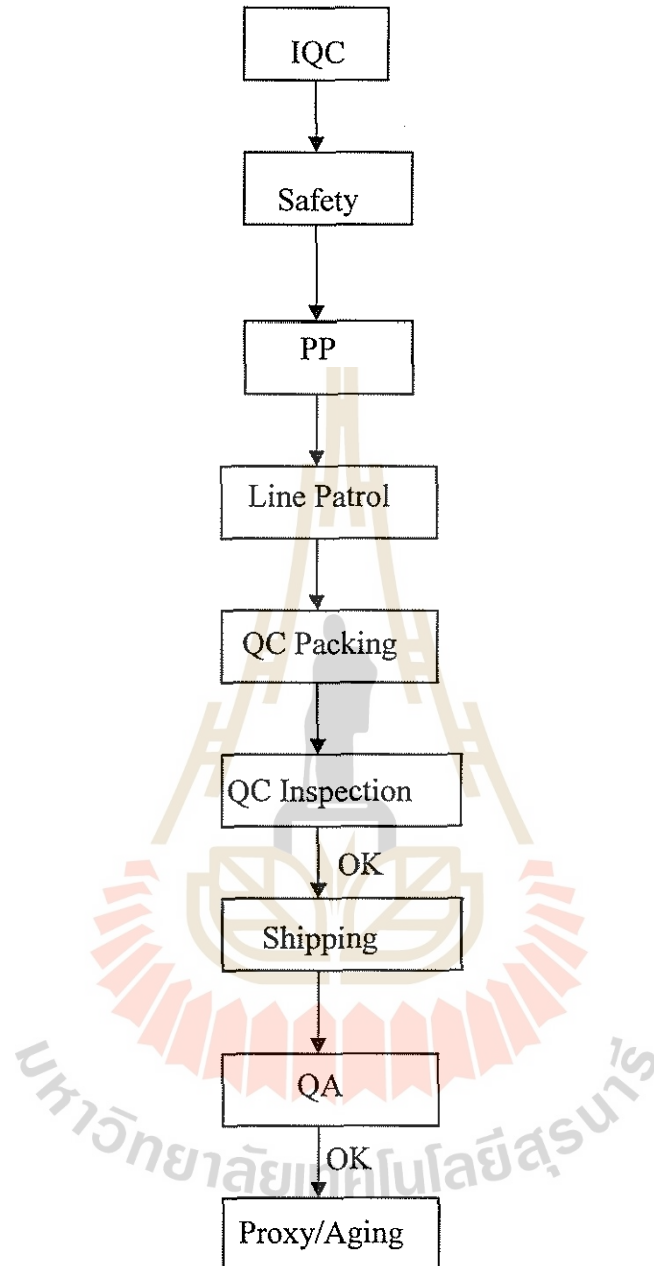 IQC
Safety
PP
Line Patrol
QC Packing
QC Inspection
OK
Shipping
QA
OK
Proxy/Aging
มหาวิทยาลัยเทคโนโลยีสุรนารี